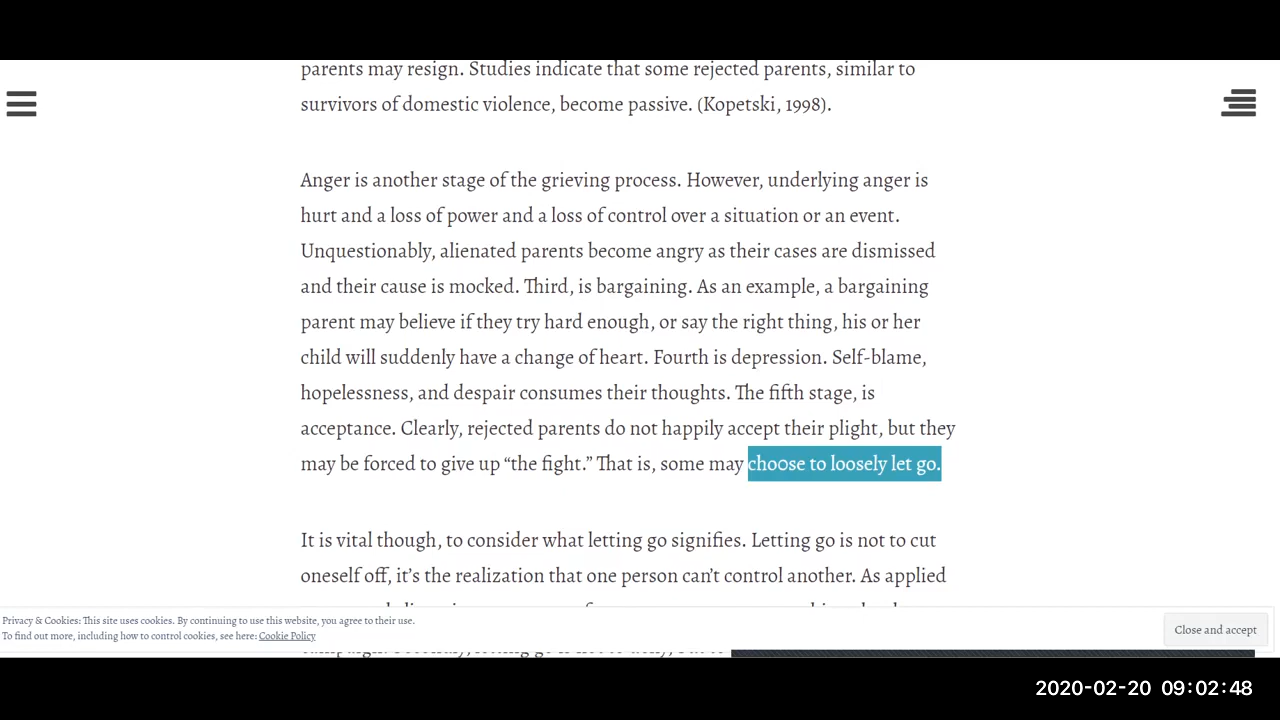 parents may resign. Studies indicate that some rejected parents, similar to
survivors of domestic violence, become passive. (Kopetski, 1998).
Anger is another stage of the grieving process. However, underlying anger is
hurt and a loss of power and a loss of control over a situation or an event.
Unquestionably, alienated parents become angry as their cases are dismissed
and their cause is mocked. Third, is bargaining. As an example, a bargaining
parent may believe if they try hard enough, or say the right thing, his or her
child will suddenly have a change of heart. Fourth is depression. Self-blame,
hopelessness, and despair consumes their thoughts. The fifth stage, is
acceptance. Clearly, rejected parents do not happily accept their plight, but they
may be forced to give up “the fight.” That is, some may choose to loosely let go.
It is vital though, to consider what letting go signifies. Letting go is not to cut
oneself off, it’s the realization that one person can’t control another. As applied
Privacy & Cookies: This site uses cookies. By continuing to use this website, you agree to their use.
To find out more, including how to control cookies, see here: Cookie Policy
Close and accept
2020-02-20 09:02:48